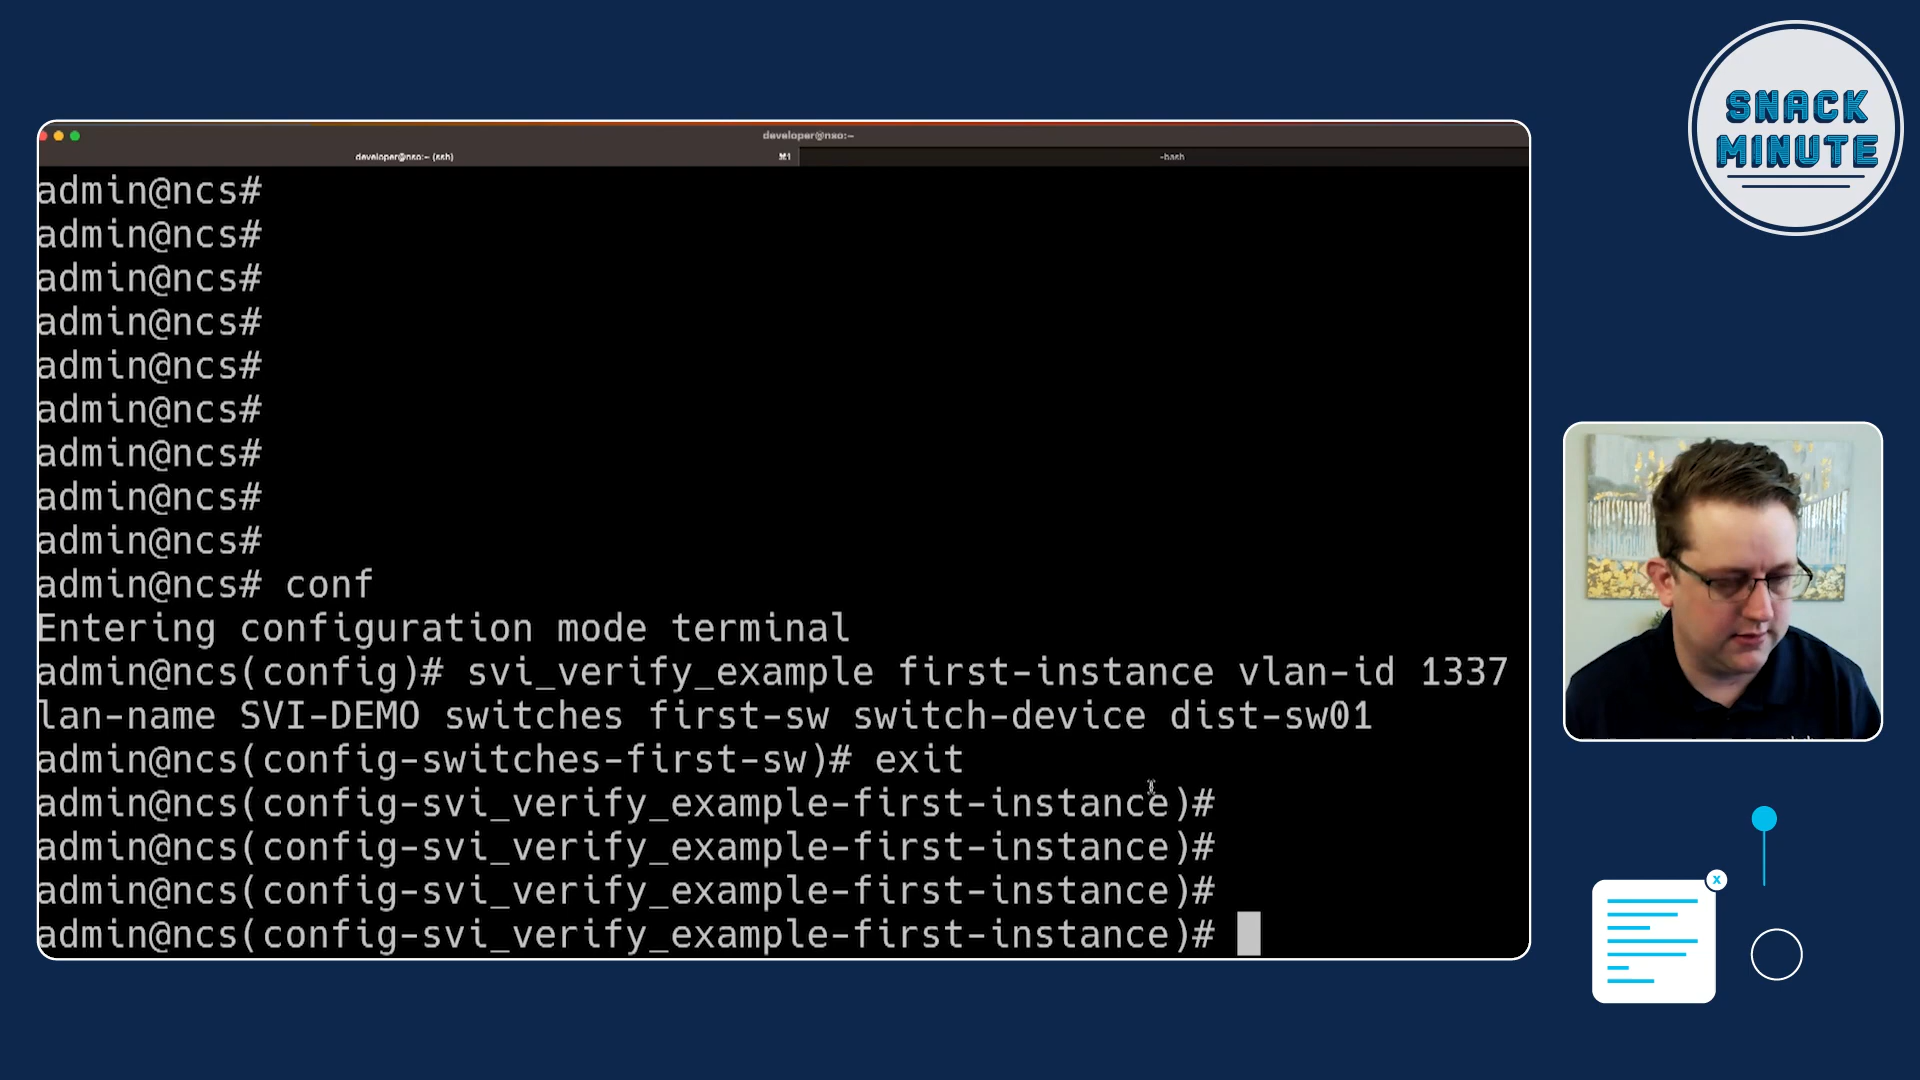 SNACK
MINUTE
developer@nso:~
developer@nso:~ (ssh)
⌘1
-bash
admin@ncs#
admin@ncs#
admin@ncs#
admin@ncs#
admin@ncs#
admin@ncs#
admin@ncs#
admin@ncs#
admin@ncs#
admin@ncs# conf
Entering configuration mode terminal
admin@ncs(config)# svi_verify_example first-instance vlan-id 1337
lan-name SVI-DEMO switches first-sw switch-device dist-sw01
admin@ncs(config-switches-first-sw)# exit
admin@ncs(config-svi_verify_example-first-instance)#
admin@ncs(config-svi_verify_example-first-instance)#
admin@ncs(config-svi_verify_example-first-instance)#
admin@ncs(config-svi_verify_example-first-instance)#
x